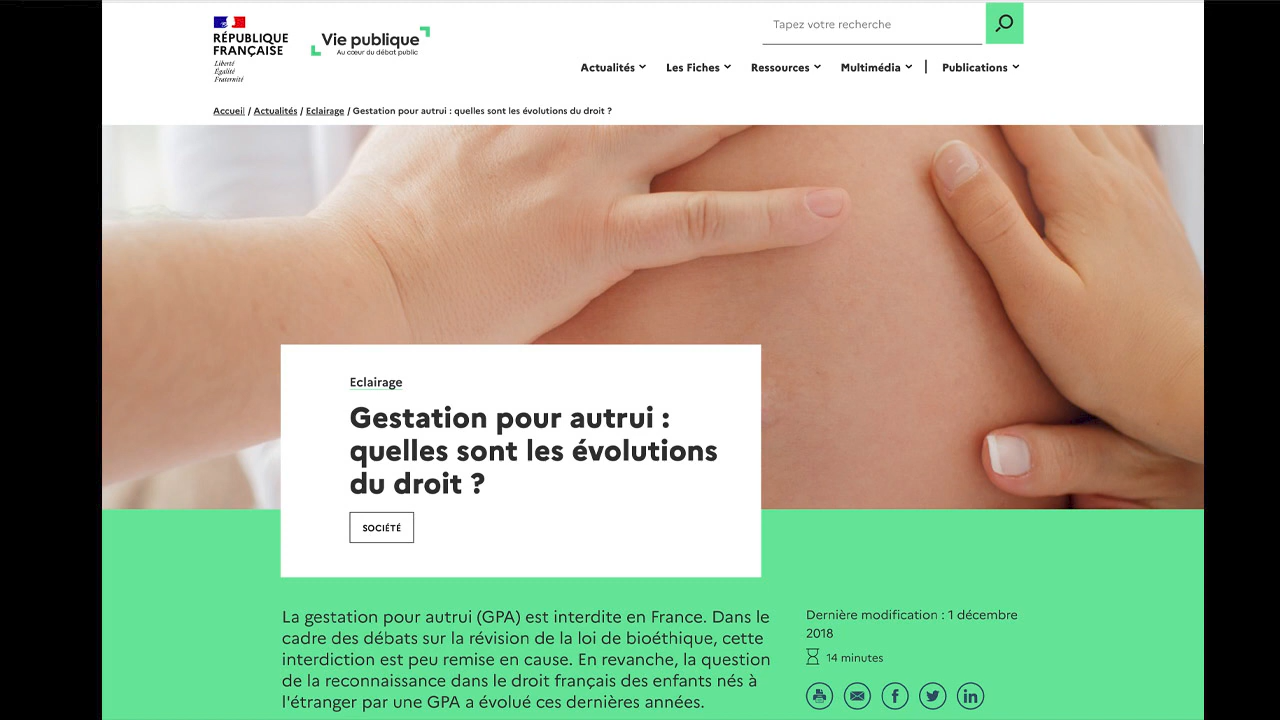 RÉPUBLIQUE
FRANÇAISE
Liberté
Égalité
Fraternité
Vie publique
Au cœur du débat public
Tapez votre recherche
Actualités
Les Fiches
Ressources
Multimédia
Publications
Accueil / Actualités / Eclairage / Gestation pour autrui : quelles sont les évolutions du droit ?
Eclairage
Gestation pour autrui :
quelles sont les évolutions
du droit ?
SOCIÉTÉ
La gestation pour autrui (GPA) est interdite en France. Dans le
cadre des débats sur la révision de la loi de bioéthique, cette
interdiction est peu remise en cause. En revanche, la question
de la reconnaissance dans le droit français des enfants nés à
l'étranger par une GPA a évolué ces dernières années.
Dernière modification : 1 décembre
2018
14 minutes